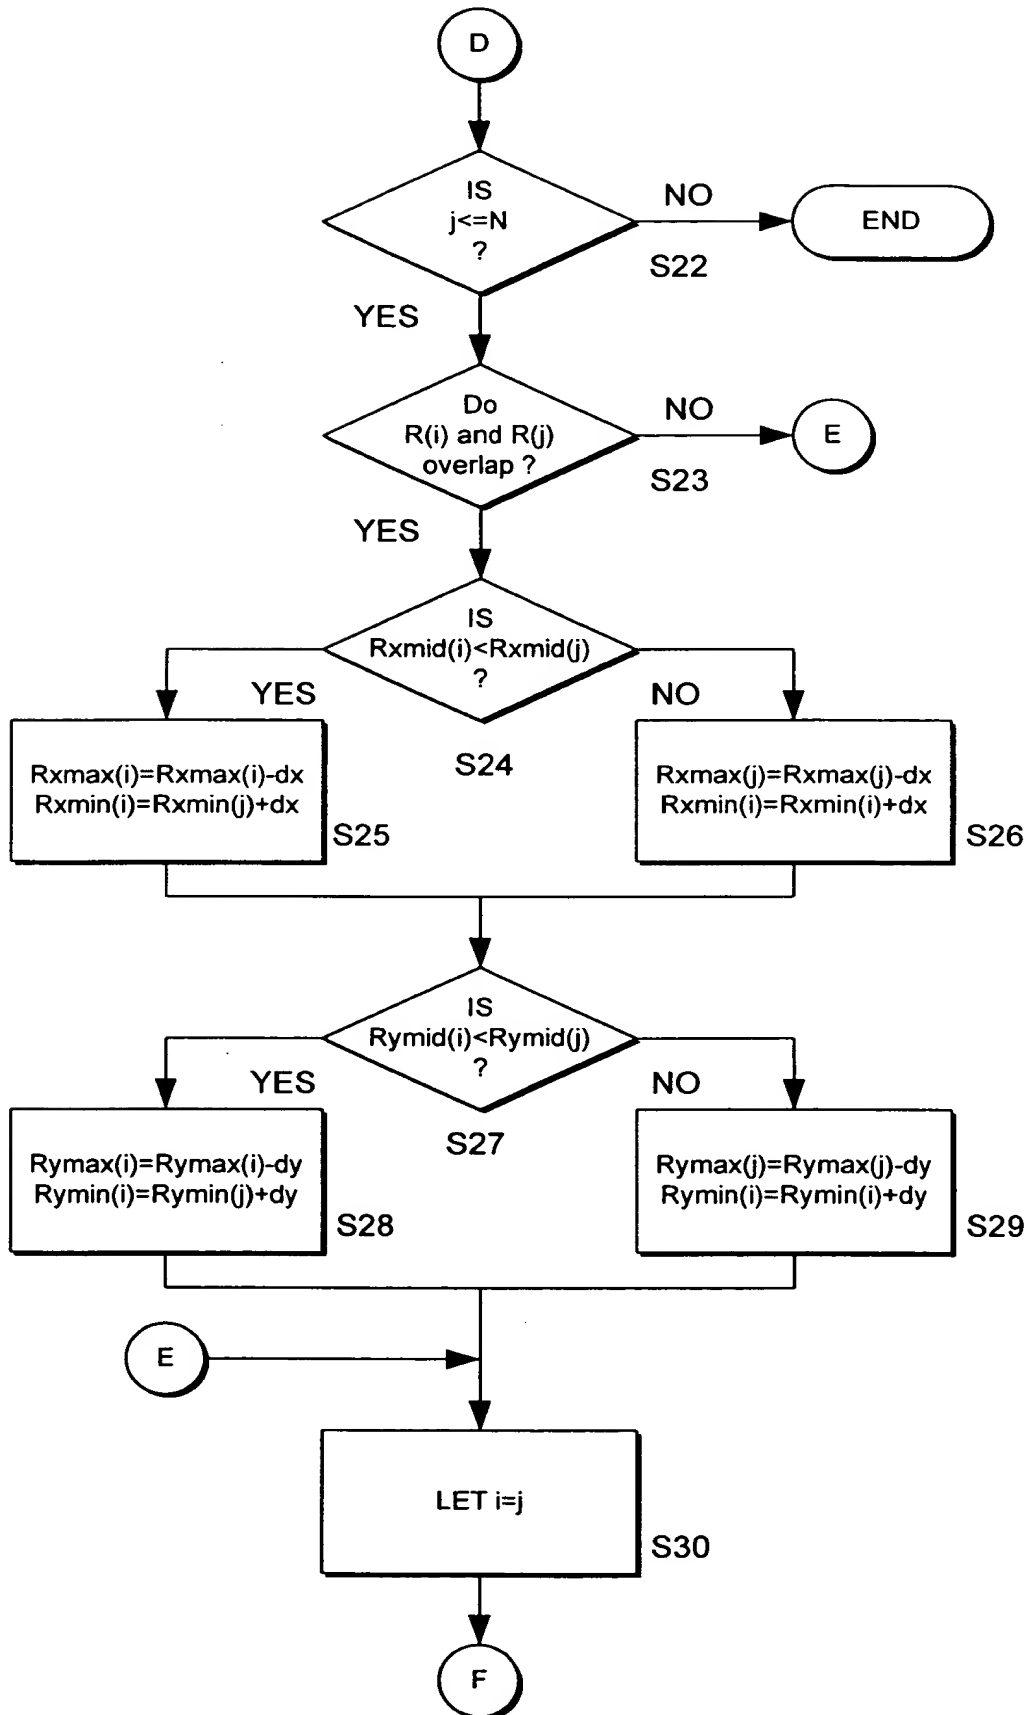 D
IS
j<=N
?
NO
END
S22
YES
Do
R(i) and R(j)
overlap ?
NO
E
S23
YES
IS
Rxmid(i)<Rxmid(j)
?
YES
NO
S24
Rxmax(i)=Rxmax(i)-dx
Rxmin(i)=Rxmin(j)+dx
S25
Rxmax(j)=Rxmax(j)-dx
Rxmin(i)=Rxmin(i)+dx
S26
IS
Rymid(i)<Rymid(j)
?
YES
NO
S27
Rymax(i)=Rymax(i)-dy
Rymin(i)=Rymin(j)+dy
S28
Rymax(j)=Rymax(j)-dy
Rymin(i)=Rymin(i)+dy
S29
E
LET i=j
S30
F